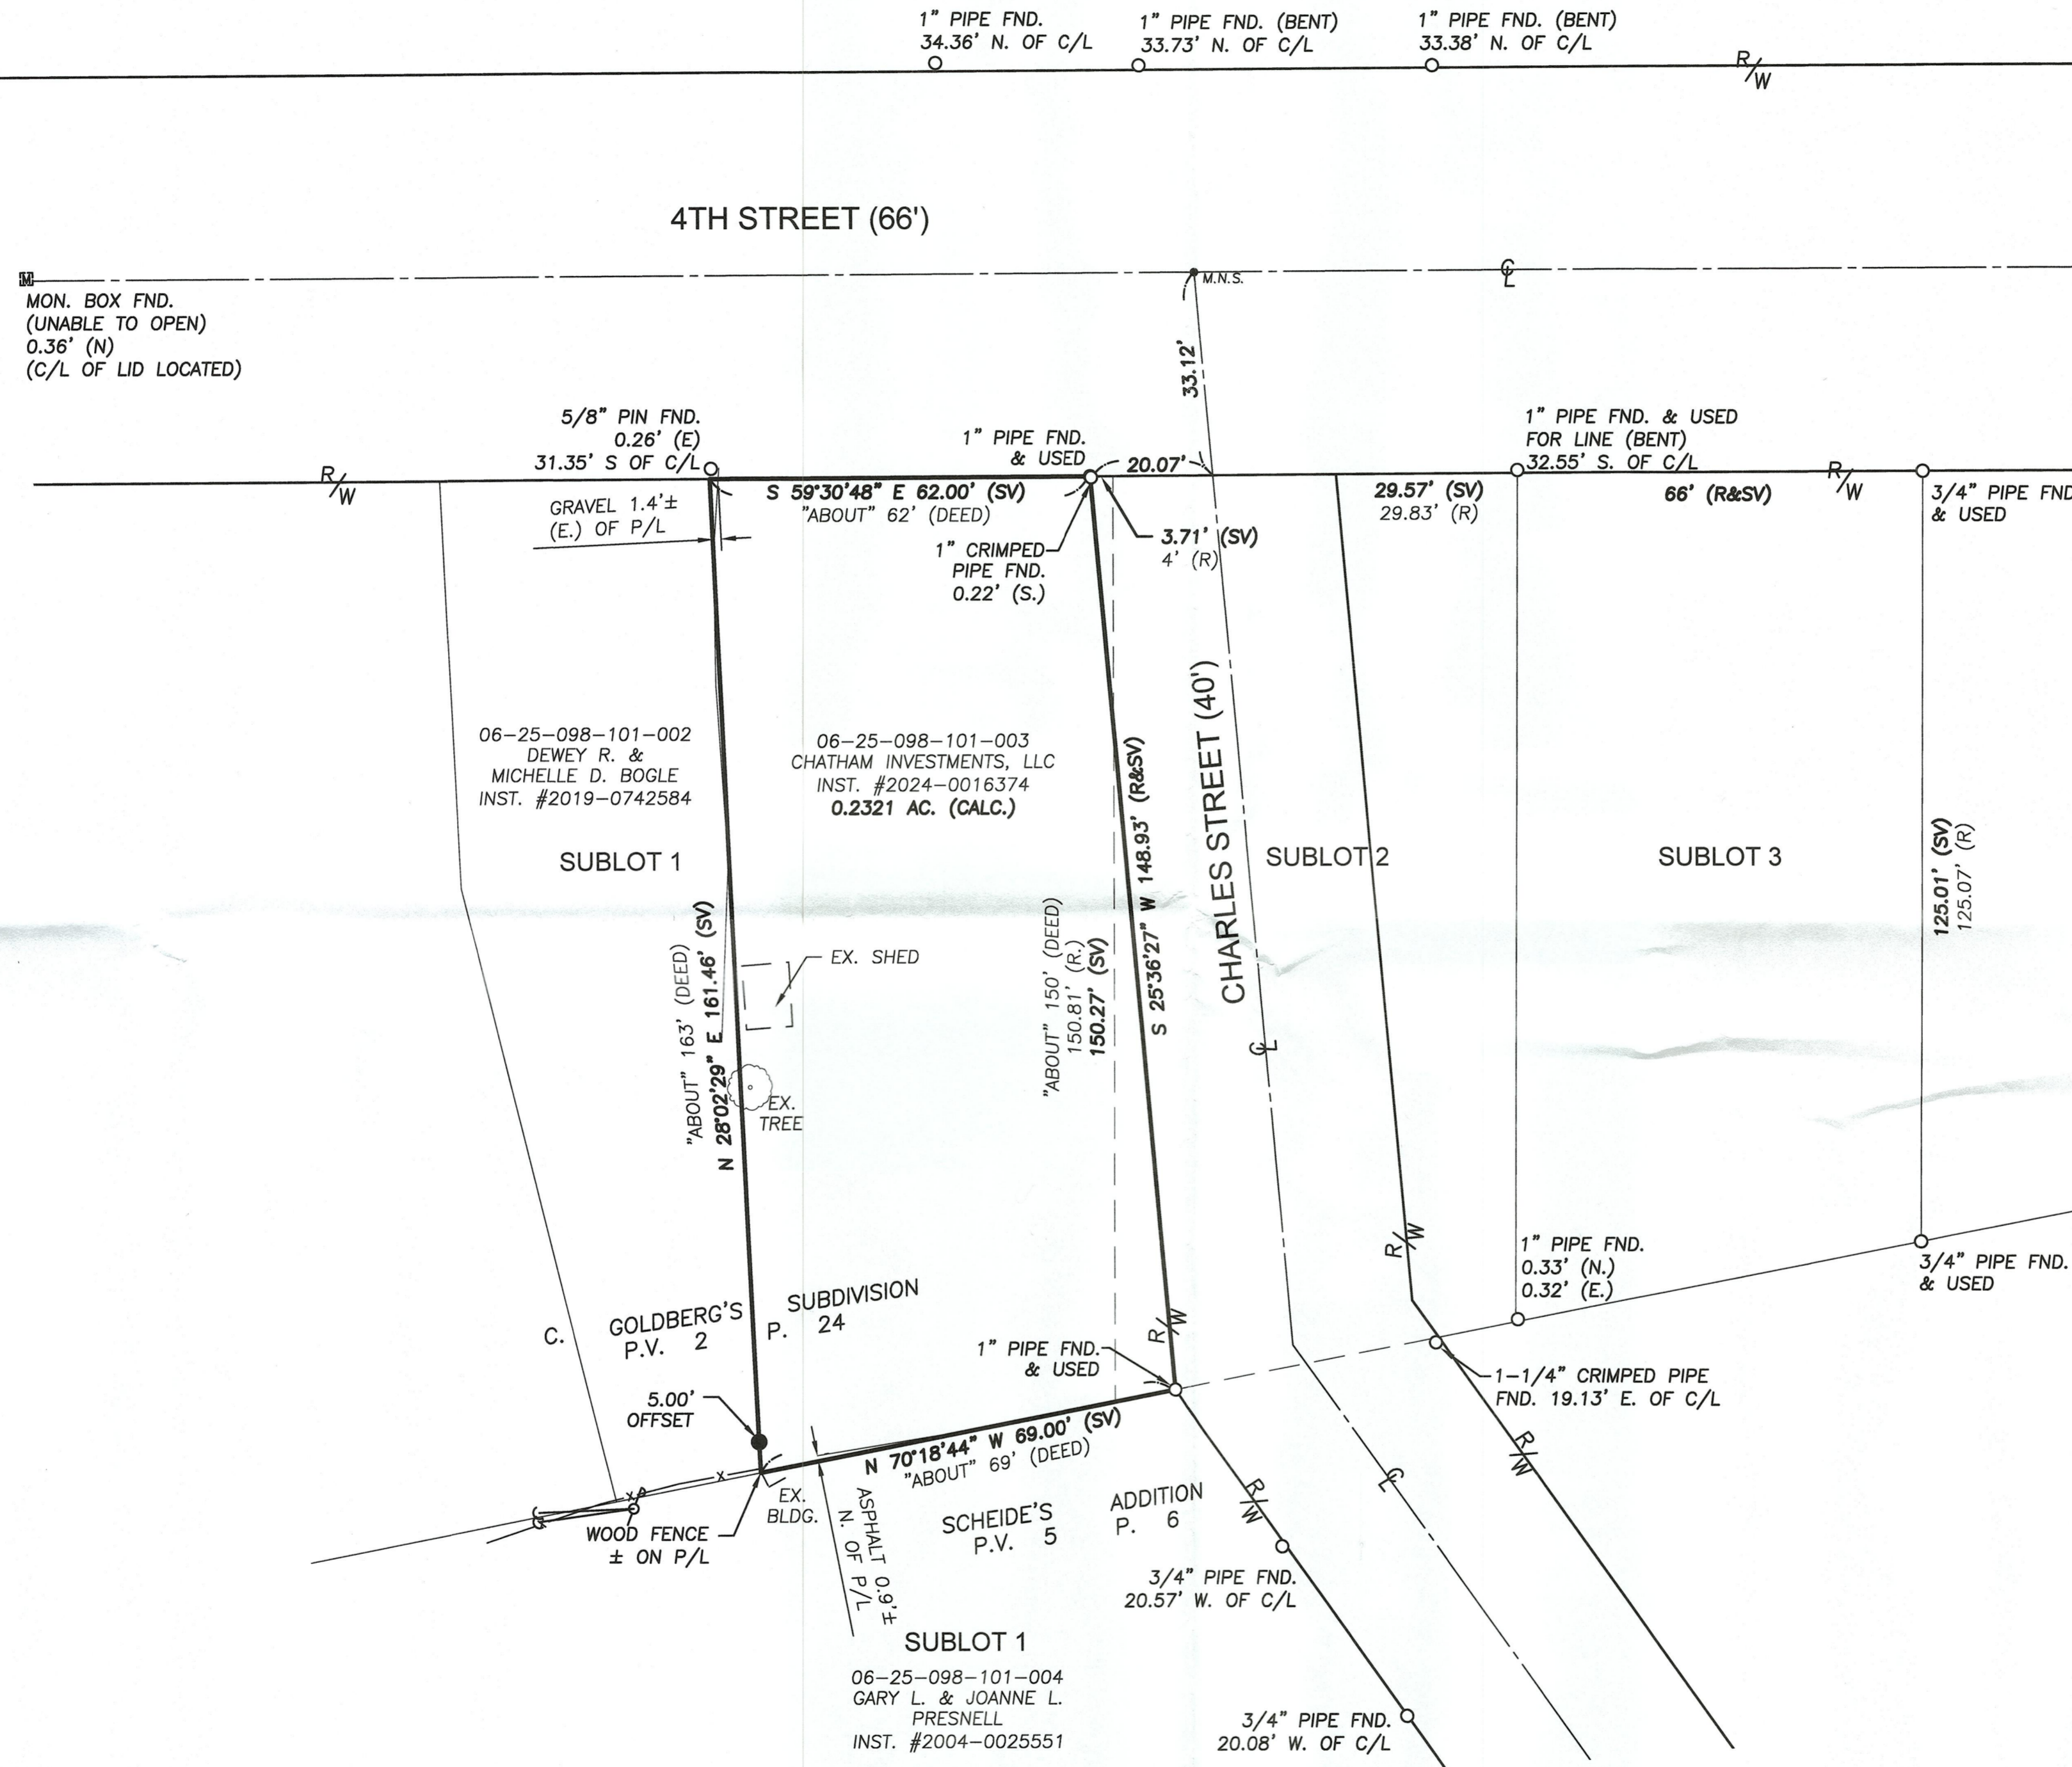 1" PIPE FND.
34.36' N. OF C/L
1" PIPE FND. (BENT)
33.73' N. OF C/L
1" PIPE FND. (BENT)
33.38' N. OF C/L
R/W
4TH STREET (66')
M
MON. BOX FND.
(UNABLE TO OPEN)
0.36' (N)
(C/L OF LID LOCATED)
M.N.S.
CL
33.12'
5/8" PIN FND.
0.26' (E)
31.35' S OF C/L
1" PIPE FND.
& USED
20.07'
1" PIPE FND. & USED
FOR LINE (BENT)
32.55' S. OF C/L
R/W
R/W
S 59°30'48" E 62.00' (SV)
"ABOUT" 62' (DEED)
29.57' (SV)
29.83' (R)
66' (R&SV)
3/4" PIPE FND
& USED
GRAVEL 1.4'±
(E.) OF P/L
1" CRIMPED
PIPE FND.
0.22' (S.)
3.71' (SV)
4' (R)
06-25-098-101-002
DEWEY R. &
MICHELLE D. BOGLE
INST. #2019-0742584
06-25-098-101-003
CHATHAM INVESTMENTS, LLC
INST. #2024-0016374
0.2321 AC. (CALC.)
SUBLOT 1
CHARLES STREET (40')
SUBLOT 2
SUBLOT 3
125.01' (SV)
125.07' (R)
"ABOUT" 163' (DEED)
N 28°02'29" E 161.46' (SV)
EX. SHED
EX.
TREE
"ABOUT" 150' (DEED)
150.81' (R.)
150.27' (SV)
S 25°36'27" W 148.93' (R&SV)
CL
R/W
R/W
1" PIPE FND.
0.33' (N.)
0.32' (E.)
3/4" PIPE FND.
& USED
C. GOLDBERG'S SUBDIVISION
P.V. 2 P. 24
1" PIPE FND.
& USED
1-1/4" CRIMPED PIPE
FND. 19.13' E. OF C/L
5.00'
OFFSET
N 70°18'44" W 69.00' (SV)
"ABOUT" 69' (DEED)
R/W
R/W
CL
x
x
EX.
BLDG.
WOOD FENCE
± ON P/L
ASPHALT 0.9'±
N. OF P/L
SCHEIDE'S ADDITION
P.V. 5 P. 6
3/4" PIPE FND.
20.57' W. OF C/L
SUBLOT 1
06-25-098-101-004
GARY L. & JOANNE L.
PRESNELL
INST. #2004-0025551
3/4" PIPE FND.
20.08' W. OF C/L